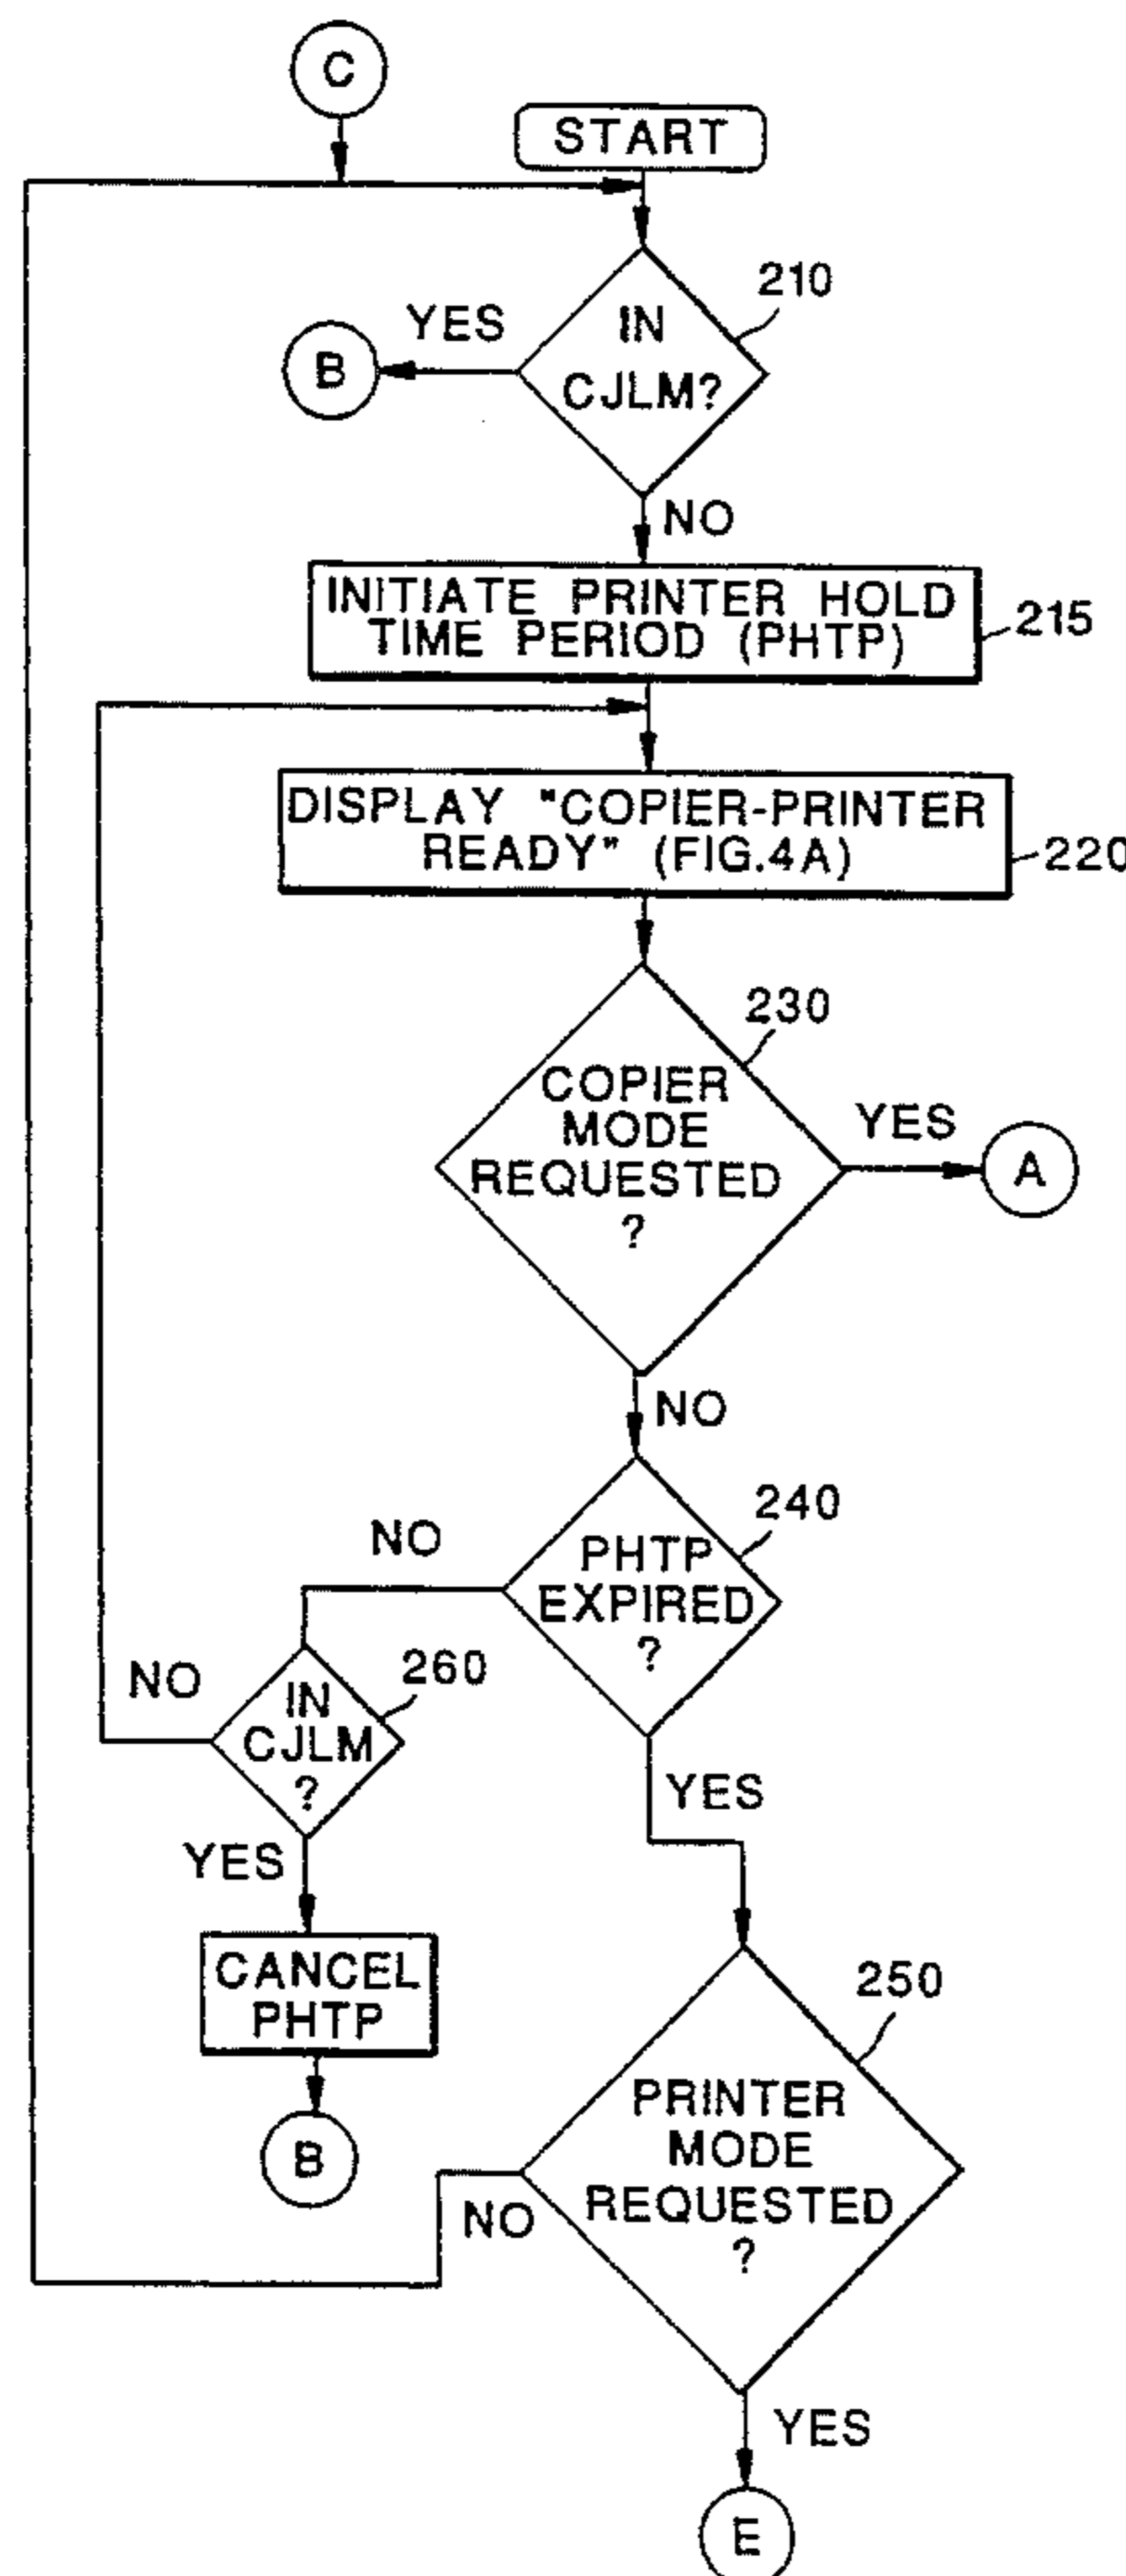 C
START
210
IN
CJLM?
YES
B
NO
INITIATE PRINTER HOLD
TIME PERIOD (PHTP)
215
DISPLAY "COPIER-PRINTER
READY" (FIG.4A)
220
230
COPIER
MODE
REQUESTED
?
YES
A
NO
240
PHTP
EXPIRED
?
NO
260
IN
CJLM
?
NO
YES
YES
CANCEL
PHTP
B
250
PRINTER
MODE
REQUESTED
?
NO
YES
E